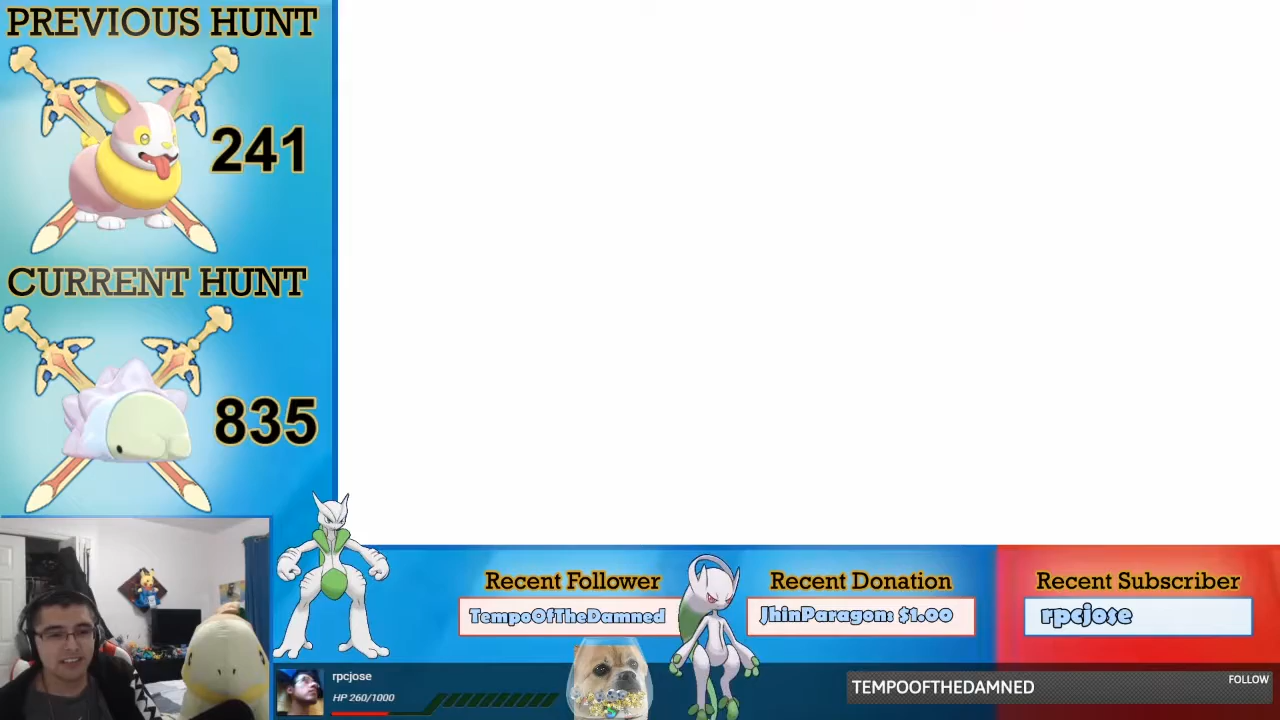 PREVIOUS HUNT
241
CURRENT HUNT
835
Recent Follower
TempoOfTheDamned
Recent Donation
JhinParagon: $1.00
Recent Subscriber
rpcjose
rpcjose
HP 260/1000
TEMPOOFTHEDAMNED
FOLLOW